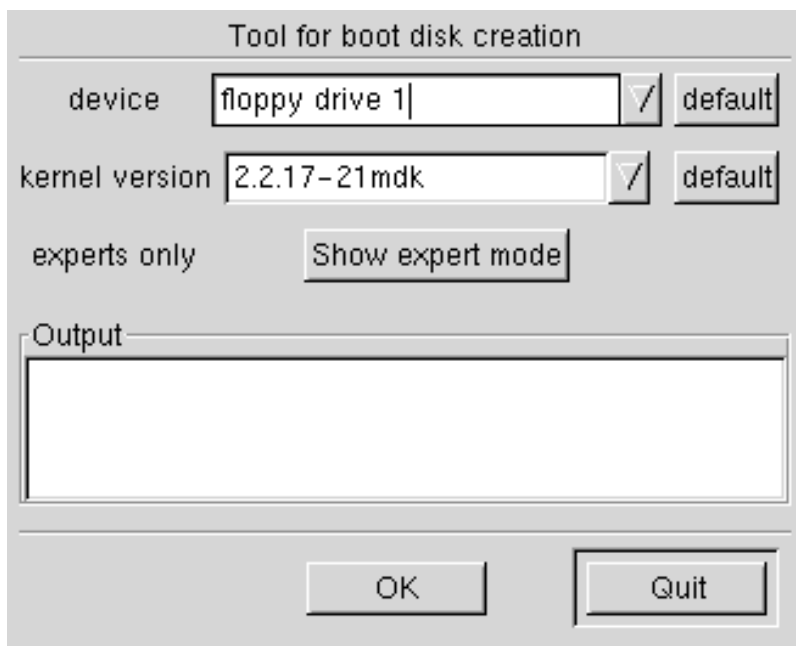 Tool for boot disk creation
device floppy drive 1 default
kernel version 2.2.17-21mdk default
experts only Show expert mode
Output
OK Quit